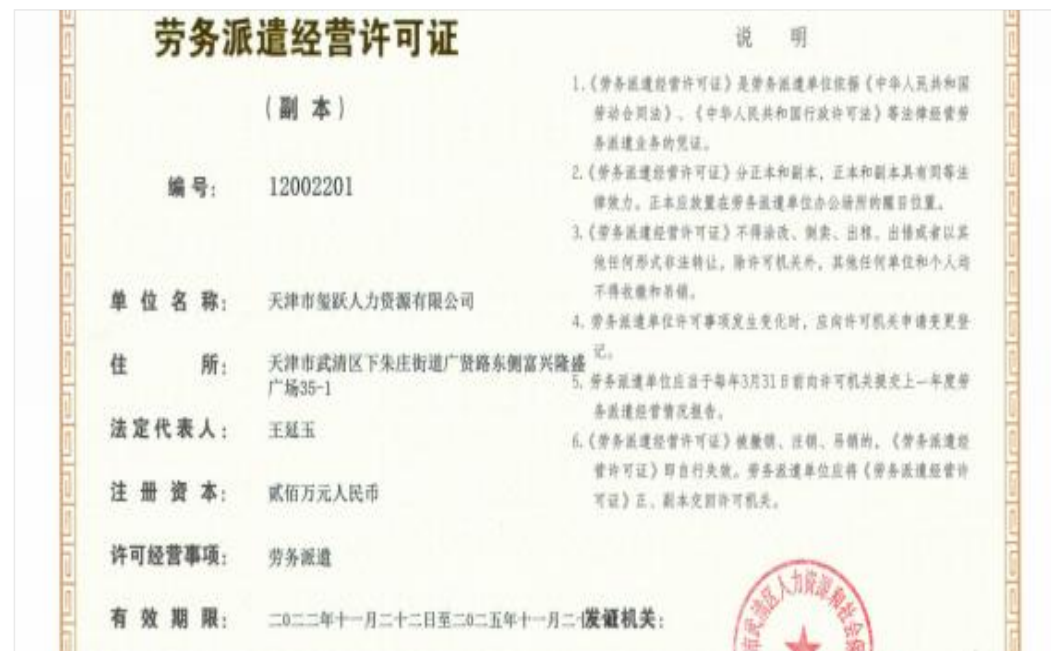 劳务派遣经营许可证
（副 本）
编 号： 12002201
单 位 名 称： 天津市玺跃人力资源有限公司
住 所： 天津市武清区下朱庄街道广贤路东侧富兴隆盛
广场35-1
法定代表人： 王延玉
注 册 资 本： 贰佰万元人民币
许可经营事项： 劳务派遣
有 效 期 限： 二〇二二年十一月二十二日至二〇二五年十一月二
说 明
1.《劳务派遣经营许可证》是劳务派遣单位依据《中华人民共和国
劳动合同法》、《中华人民共和国行政许可法》等法律经营劳
务派遣业务的凭证。
2.《劳务派遣经营许可证》分正本和副本，正本和副本具有同等法
律效力。正本应放置在劳务派遣单位办公场所的醒目位置。
3.《劳务派遣经营许可证》不得涂改、倒卖、出租、出借或者以其
他任何形式非法转让，除许可机关外，其他任何单位和个人均
不得收缴和吊销。
4. 劳务派遣单位许可事项发生变化时，应向许可机关申请变更登
记。
5. 劳务派遣单位应当于每年3月31日前向许可机关提交上一年度劳
务派遣经营情况报告。
6.《劳务派遣经营许可证》被撤销、注销、吊销的，《劳务派遣经
营许可证》即自行失效。劳务派遣单位应将《劳务派遣经营许
可证》正、副本交回许可机关。
发证机关：
市武清区人力资源和社会保